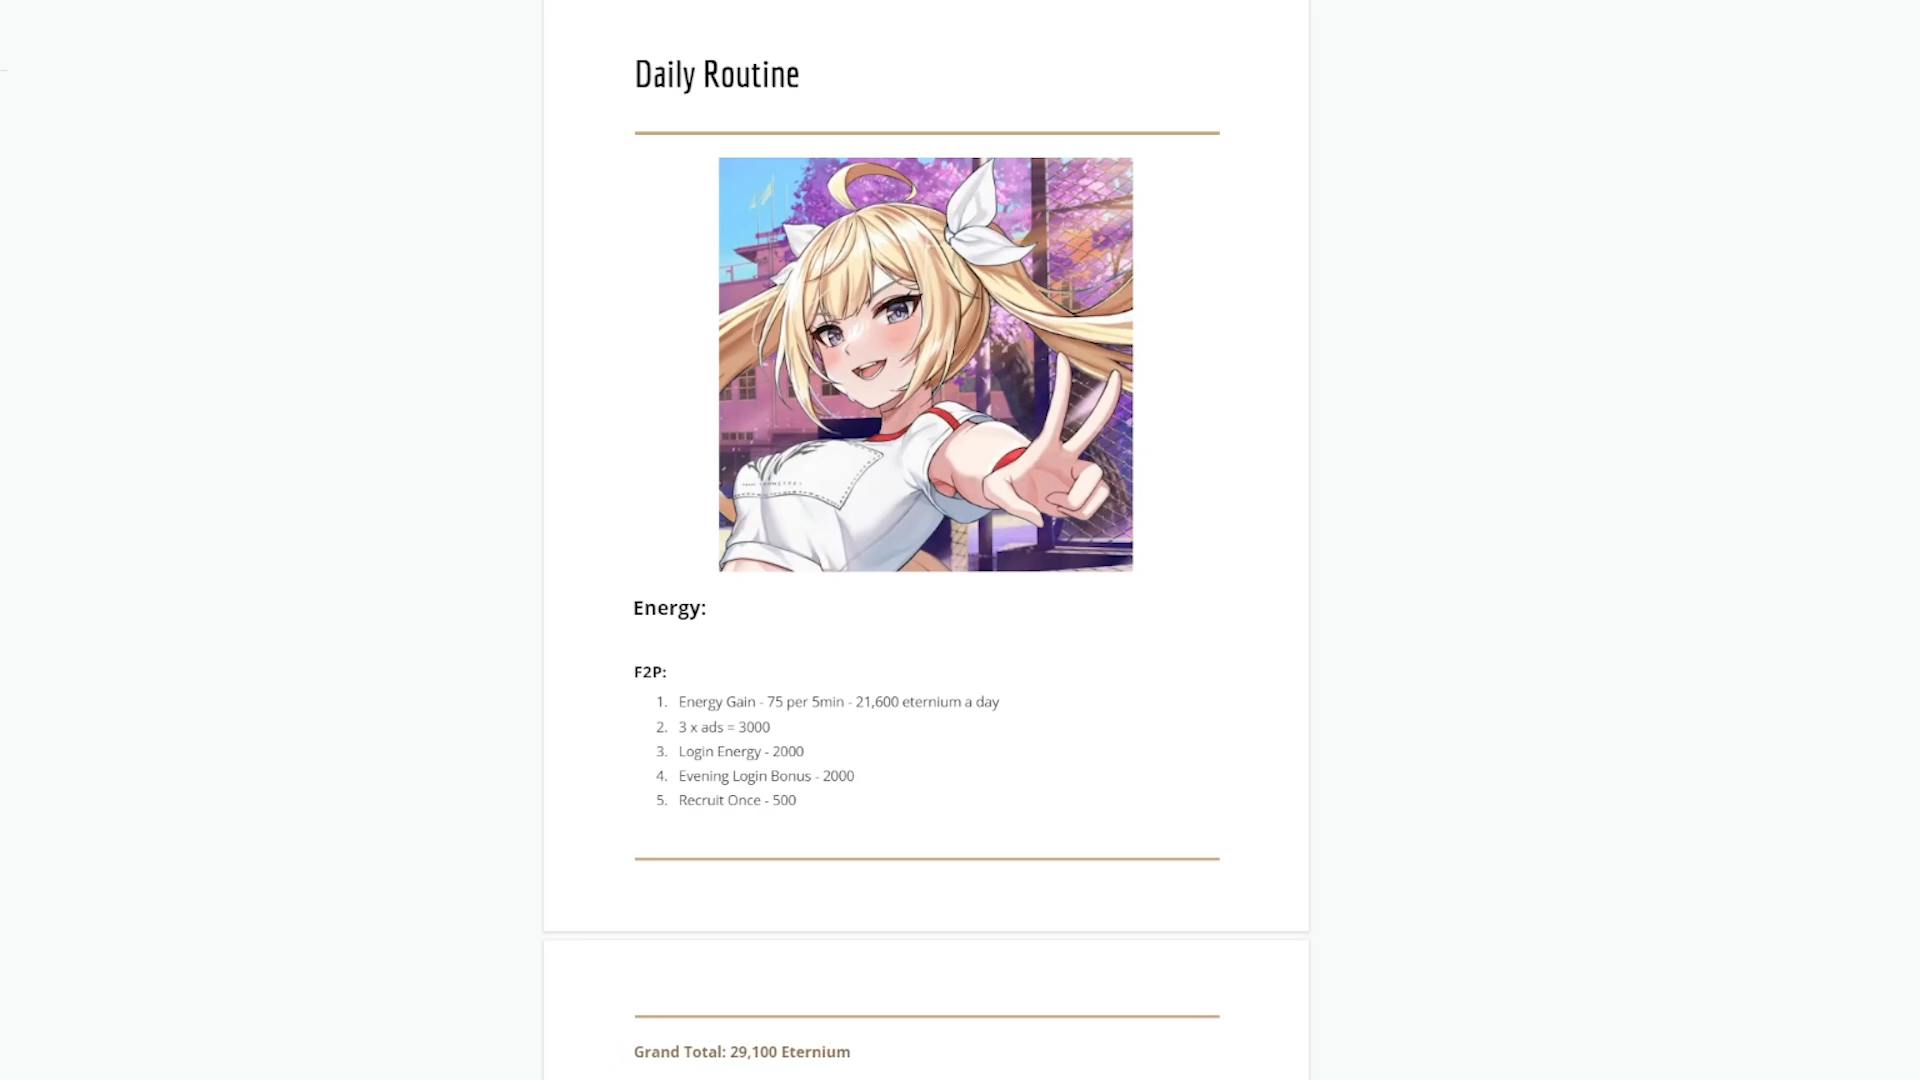 Daily Routine
Energy:
F2P:
1. Energy Gain - 75 per 5min - 21,600 eternium a day
2. 3 x ads = 3000
3. Login Energy - 2000
4. Evening Login Bonus - 2000
5. Recruit Once - 500
Grand Total: 29,100 Eternium